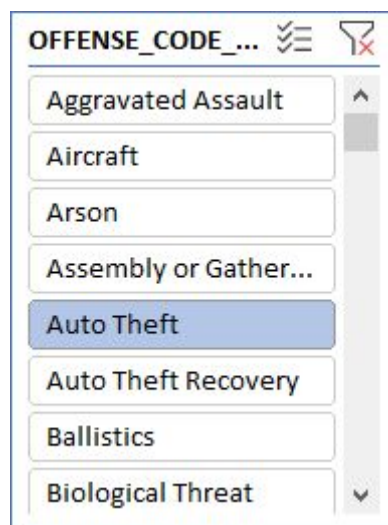 OFFENSE_CODE_...
Aggravated Assault
Aircraft
Arson
Assembly or Gather...
Auto Theft
Auto Theft Recovery
Ballistics
Biological Threat